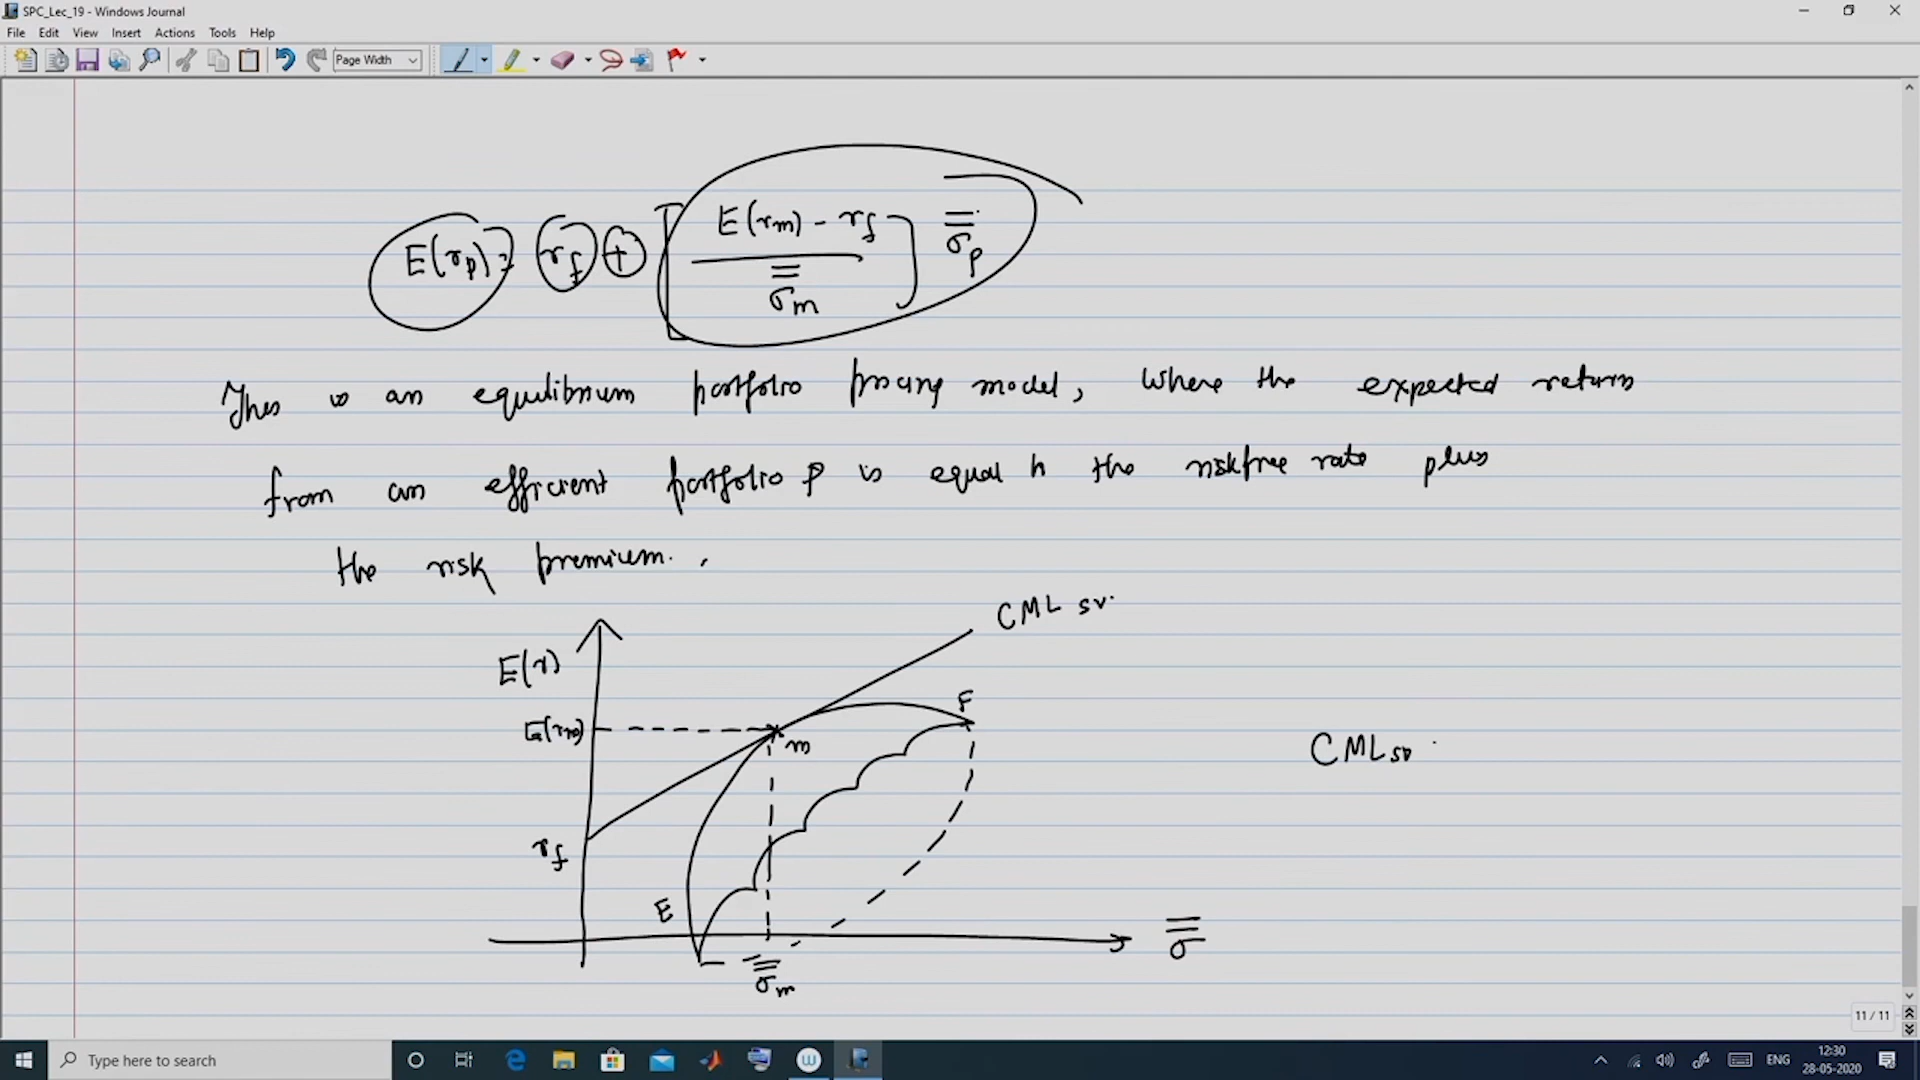 SPC_Lec_19 - Windows Journal
File Edit View Insert Actions Tools Help
Page Width
E(rp) = rf + [ E(rm) - rf / σ̿m ] σ̿p
This is an equilibrium portfolio pricing model, where the expected return
from an efficient portfolio p is equal to the riskfree rate plus
the risk premium.
CML sv.
E(r)
F
E(rm)
m
CML sv
rf
E
σ̿
σ̿m
11 / 11
Type here to search
ENG
12:30
28-05-2020